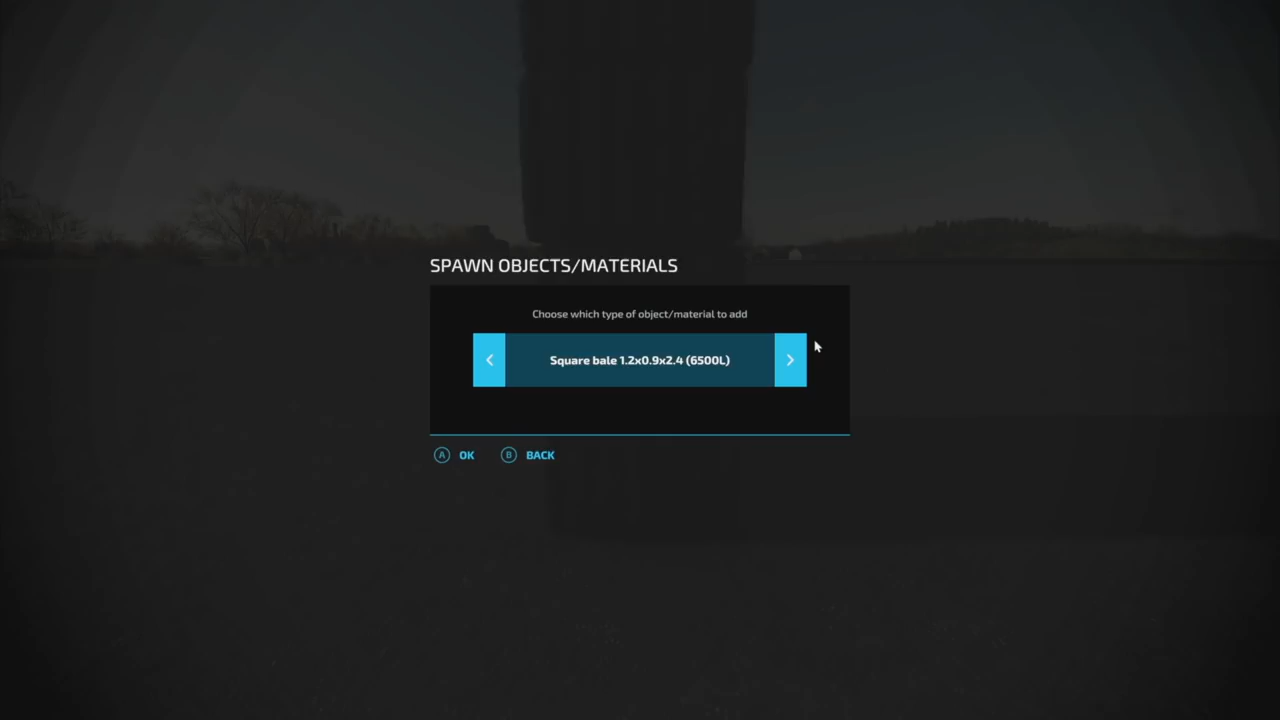 SPAWN OBJECTS/MATERIALS
Choose which type of object/material to add
Square bale 1.2x0.9x2.4 (6500L)
A OK B BACK